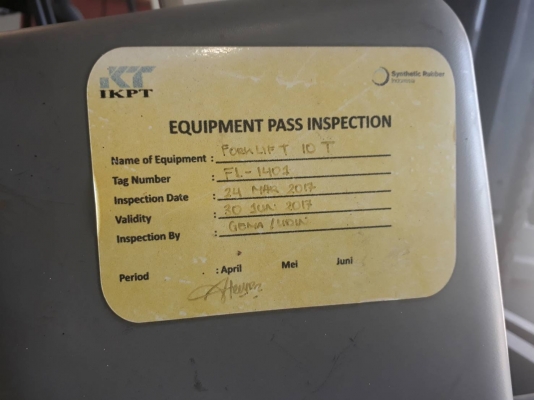 IKPT
Synthetic Rubber
Indonesia
EQUIPMENT PASS INSPECTION
Name of Equipment : FORKLIFT 10 T
Tag Number : FL-1401
Inspection Date : 24 MAR 2017
Validity : 30 JUN 2017
Inspection By :
Period : April Mei Juni